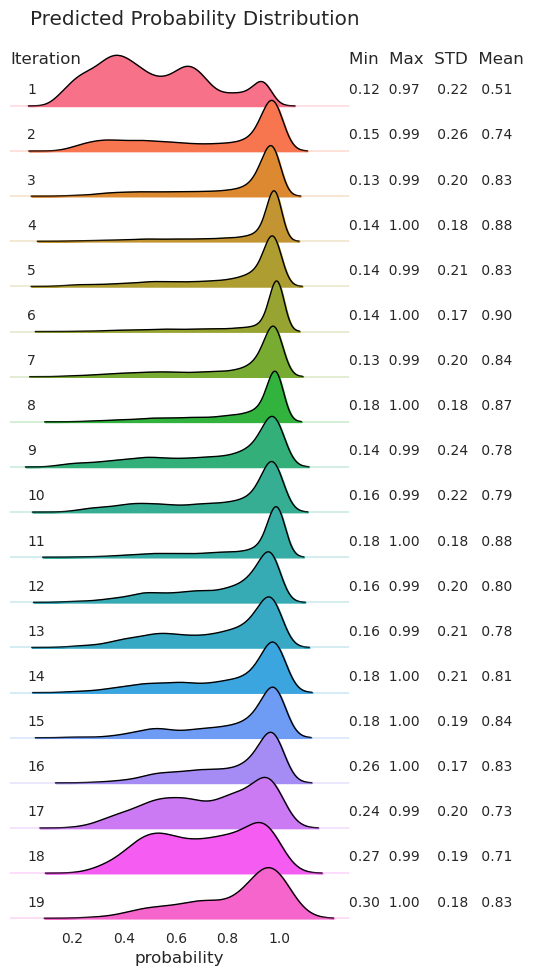 Predicted Probability Distribution
Iteration Min Max STD Mean
1 0.12 0.97 0.22 0.51
2 0.15 0.99 0.26 0.74
3 0.13 0.99 0.20 0.83
4 0.14 1.00 0.18 0.88
5 0.14 0.99 0.21 0.83
6 0.14 1.00 0.17 0.90
7 0.13 0.99 0.20 0.84
8 0.18 1.00 0.18 0.87
9 0.14 0.99 0.24 0.78
10 0.16 0.99 0.22 0.79
11 0.18 1.00 0.18 0.88
12 0.16 0.99 0.20 0.80
13 0.16 0.99 0.21 0.78
14 0.18 1.00 0.21 0.81
15 0.18 1.00 0.19 0.84
16 0.26 1.00 0.17 0.83
17 0.24 0.99 0.20 0.73
18 0.27 0.99 0.19 0.71
19 0.30 1.00 0.18 0.83
0.2 0.4 0.6 0.8 1.0
probability